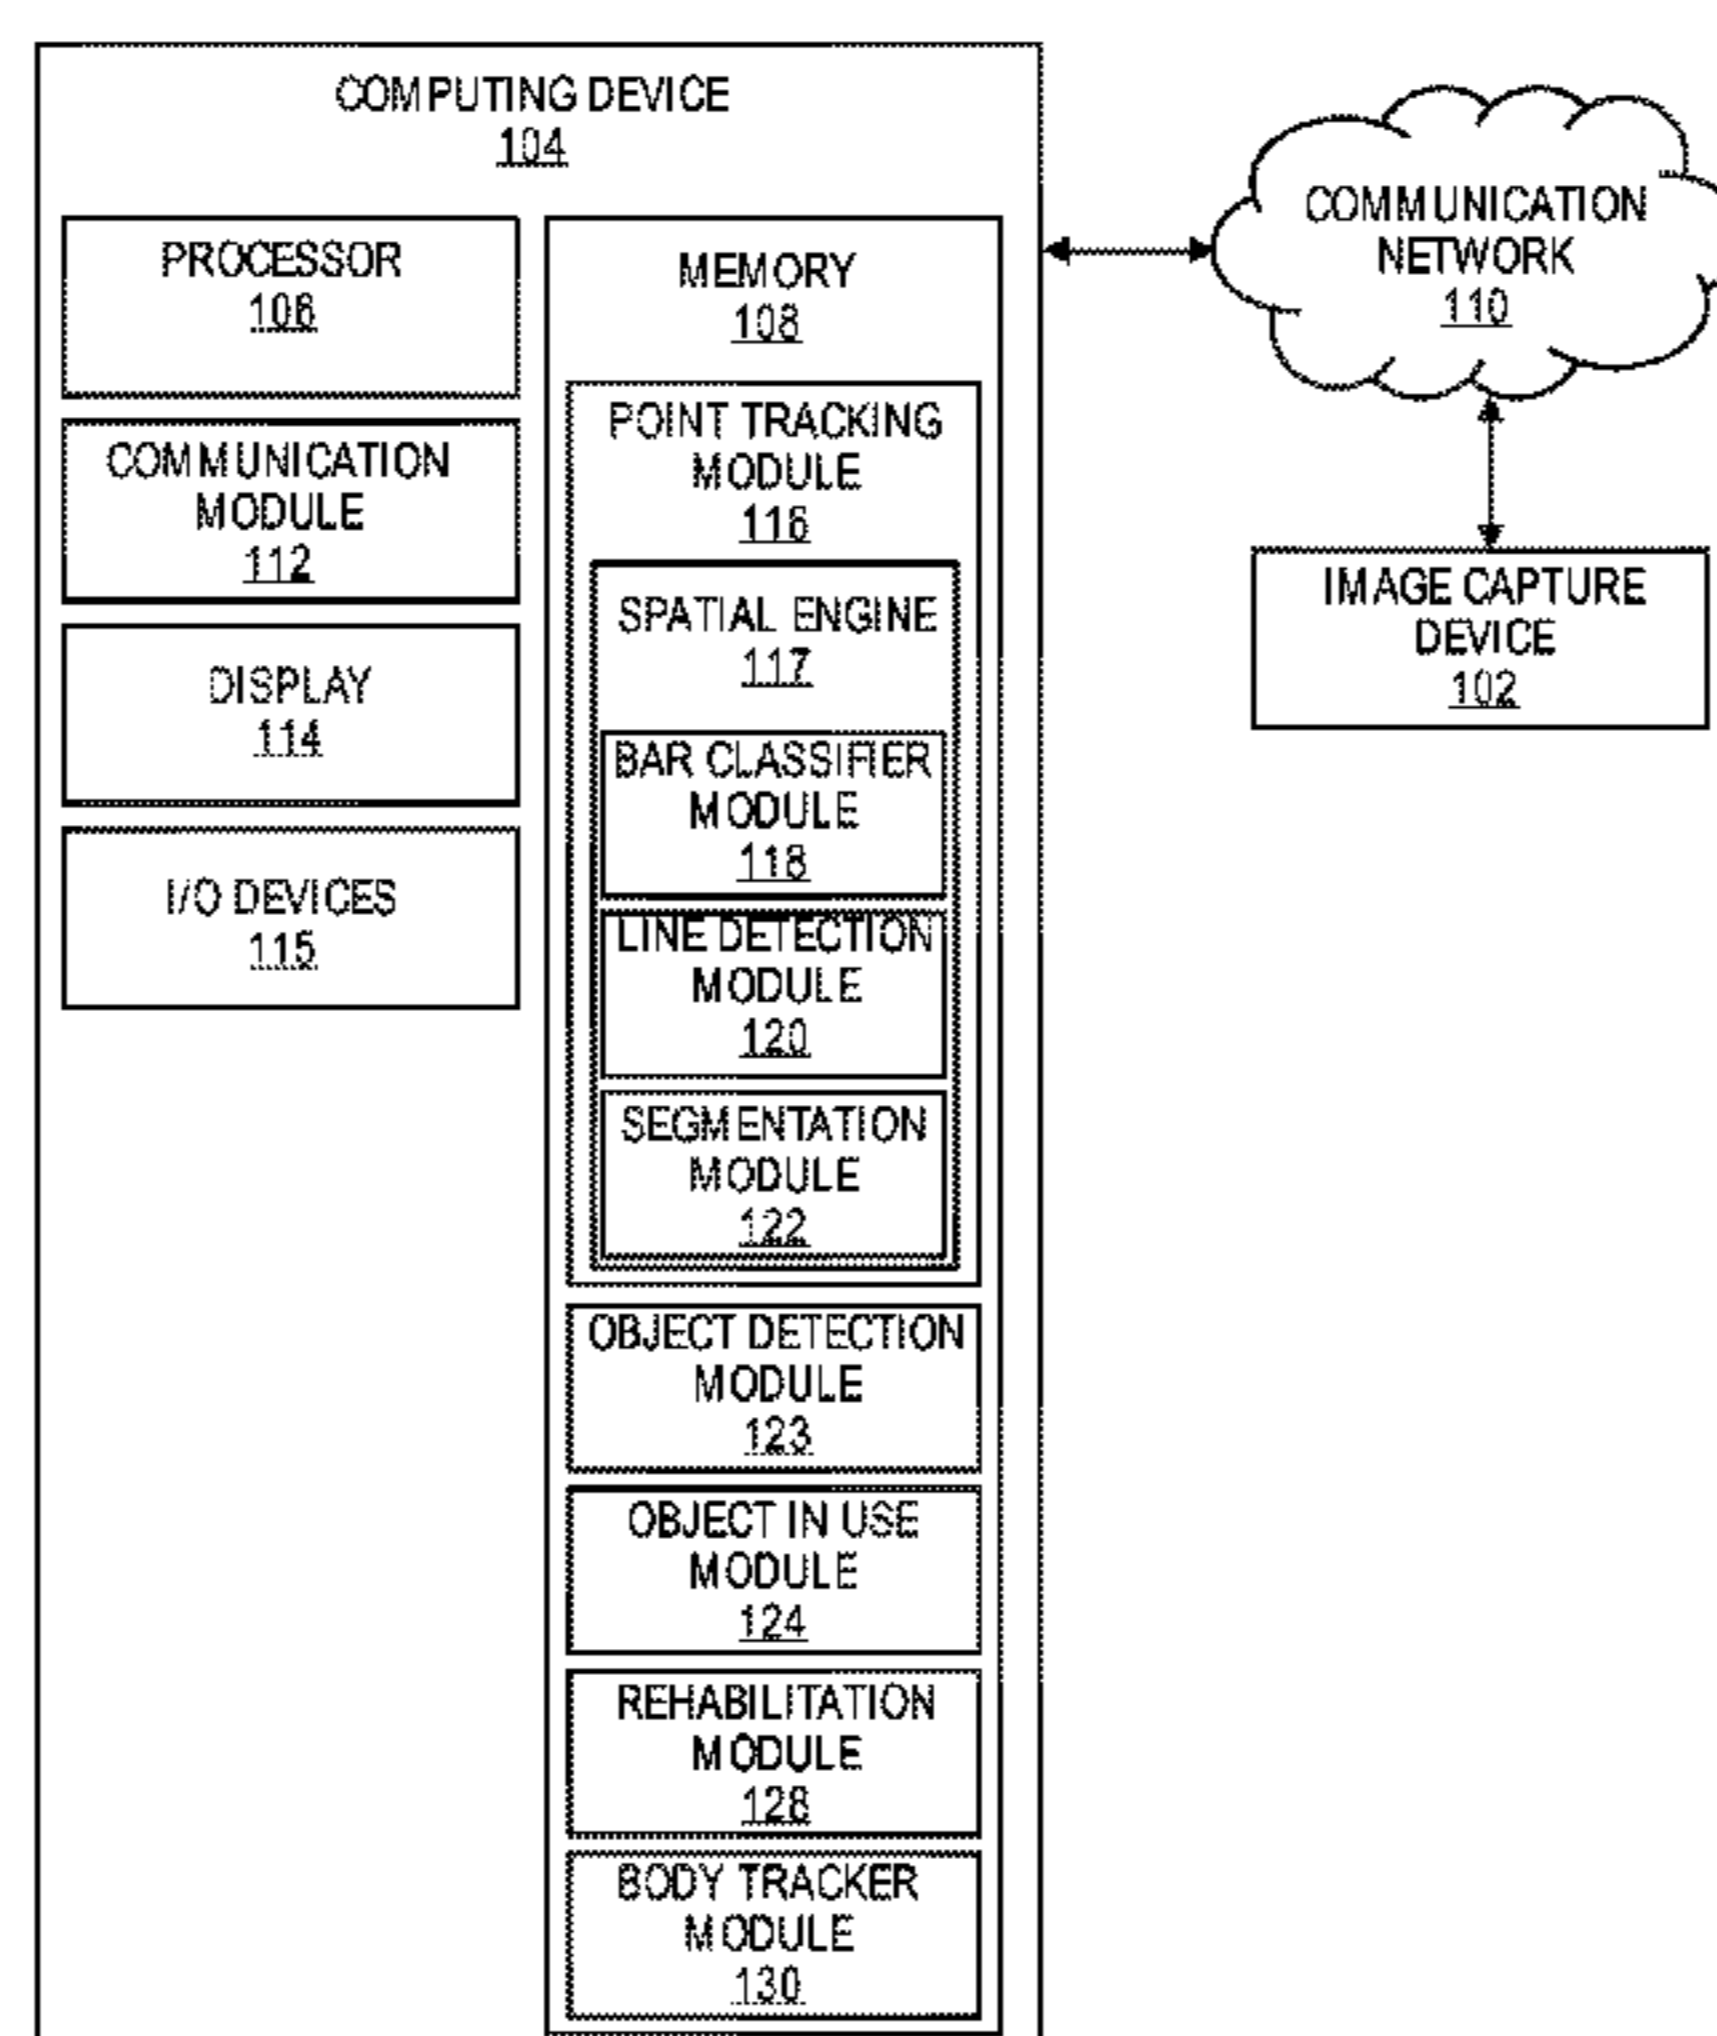 COMPUTING DEVICE
104
PROCESSOR
106
COMMUNICATION
MODULE
112
DISPLAY
114
I/O DEVICES
115
MEMORY
108
POINT TRACKING
MODULE
116
SPATIAL ENGINE
117
BAR CLASSIFIER
MODULE
118
LINE DETECTION
MODULE
120
SEGMENTATION
MODULE
122
OBJECT DETECTION
MODULE
123
OBJECT IN USE
MODULE
124
REHABILITATION
MODULE
128
BODY TRACKER
MODULE
130
COMMUNICATION
NETWORK
110
IMAGE CAPTURE
DEVICE
102